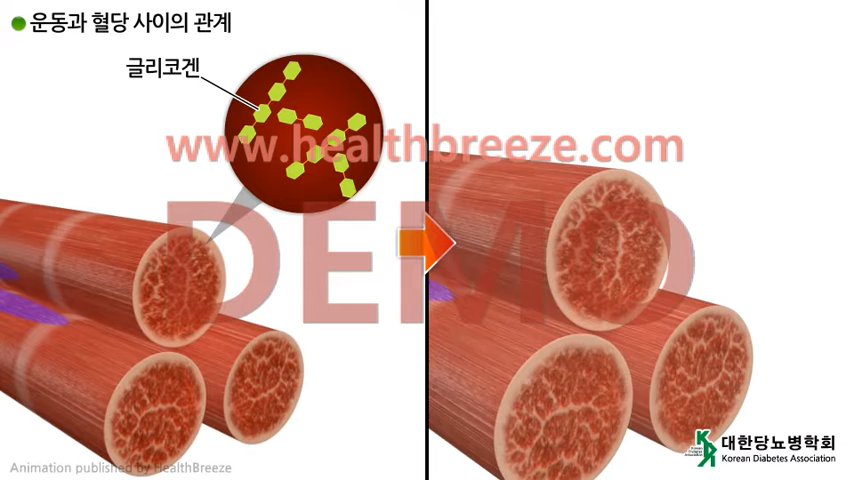 운동과 혈당 사이의 관계
글리코겐
www.healthbreeze.com
DEMO
대한당뇨병학회
Korean Diabetes Association
Animation published by HealthBreeze